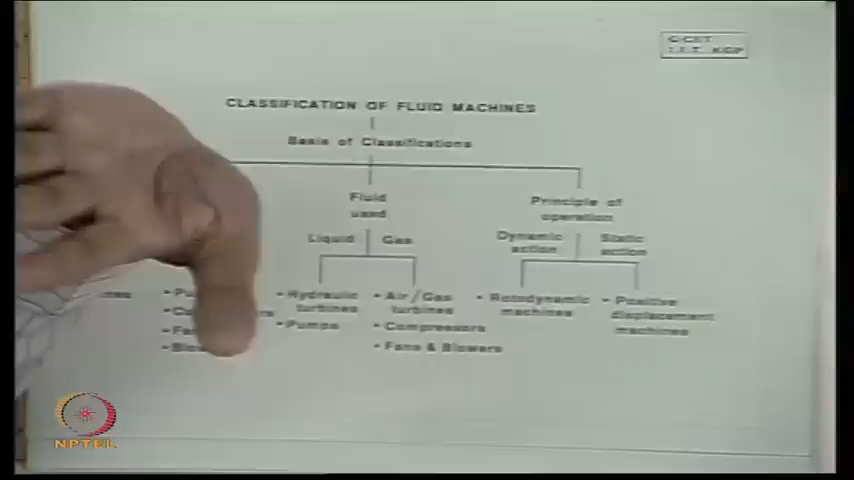 © CET
I.I.T. KGP
CLASSIFICATION OF FLUID MACHINES
Basis of Classifications
Fluid used
Principle of operation
Liquid
Gas
Dynamic action
Static action
• Hydraulic turbines
• Pumps
• Air/Gas turbines
• Compressors
• Fans & Blowers
• Rotodynamic machines
• Positive displacement machines
NPTEL